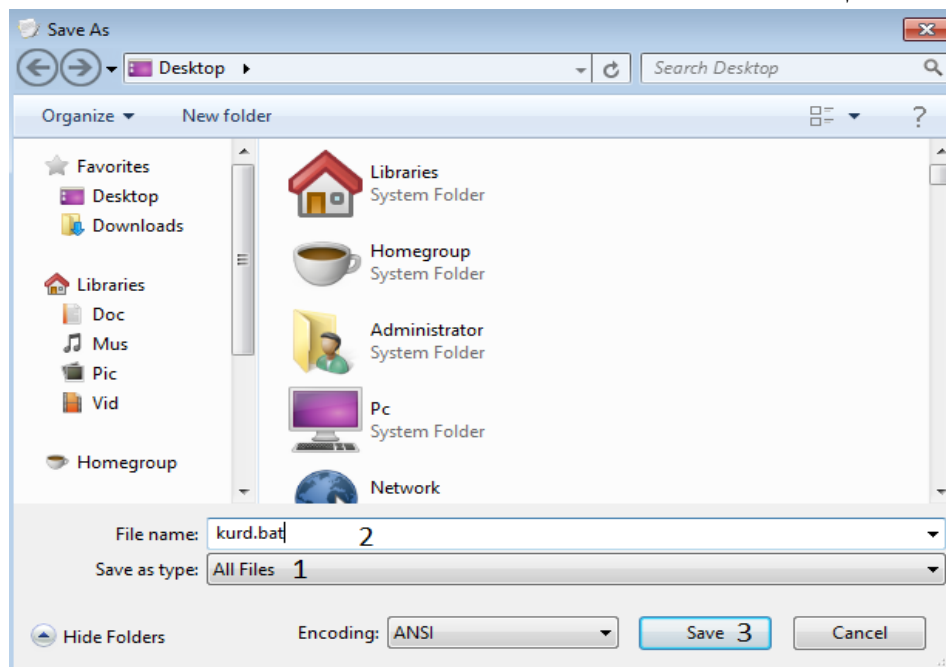 Save As
Desktop
Search Desktop
Organize
New folder
?
Favorites
Desktop
Downloads
Libraries
Doc
Mus
Pic
Vid
Homegroup
Libraries
System Folder
Homegroup
System Folder
Administrator
System Folder
Pc
System Folder
Network
File name: kurd.bat 2
Save as type: All Files 1
Hide Folders
Encoding: ANSI
Save 3
Cancel